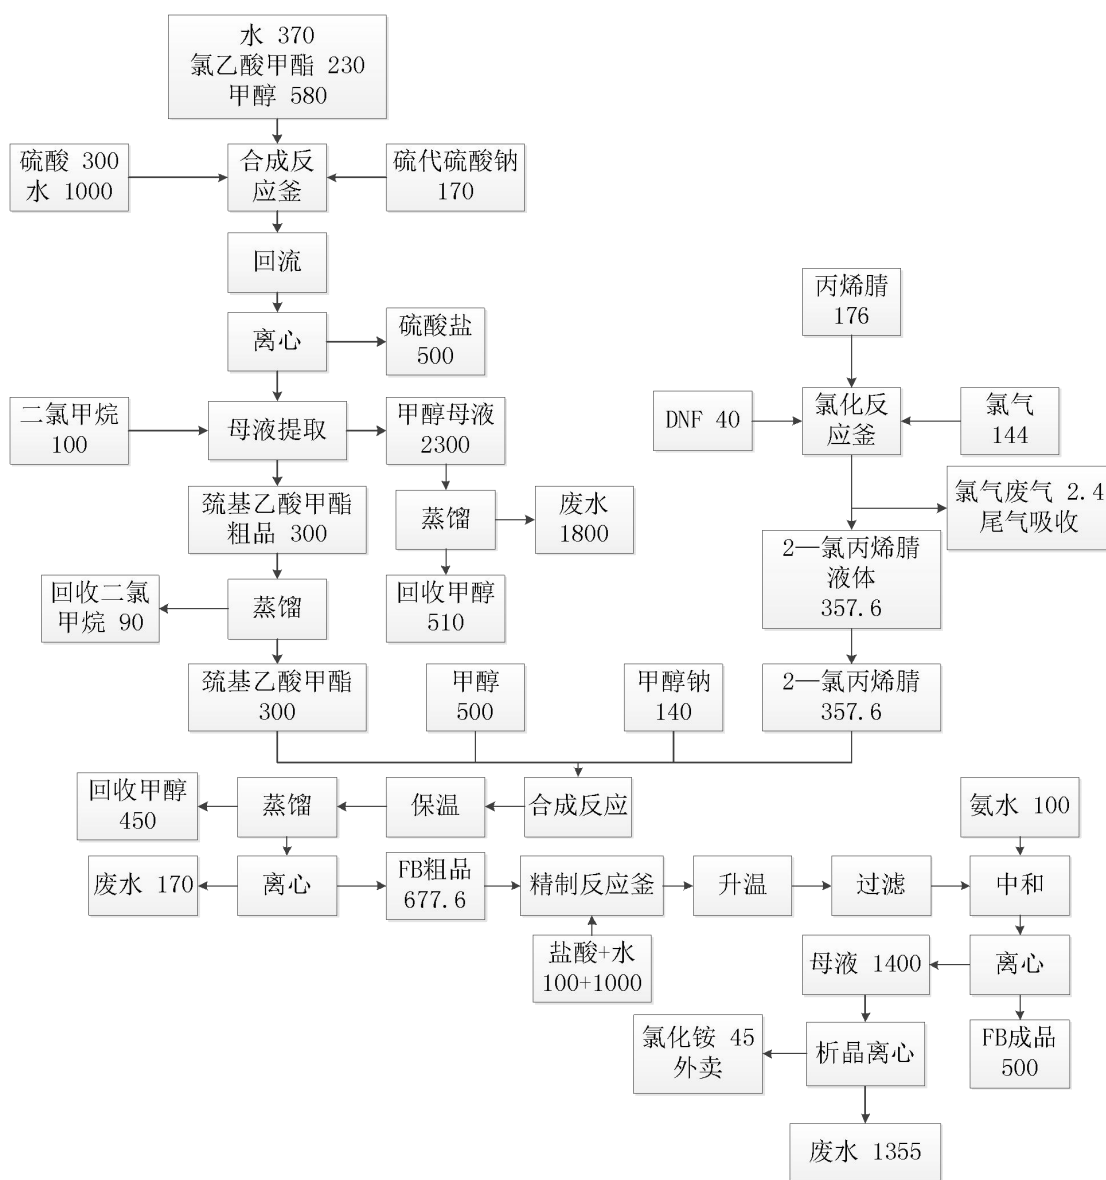 水 370
氯乙酸甲酯 230
甲醇 580
硫酸 300
水 1000
合成反
应釜
硫代硫酸钠
170
回流
离心
硫酸盐
500
二氯甲烷
100
母液提取
甲醇母液
2300
巯基乙酸甲酯
粗品 300
蒸馏
废水
1800
回收二氯
甲烷 90
蒸馏
回收甲醇
510
巯基乙酸甲酯
300
甲醇
500
甲醇钠
140
丙烯腈
176
DNF 40
氯化反
应釜
氯气
144
氯气废气 2.4
尾气吸收
2—氯丙烯腈
液体
357.6
2—氯丙烯腈
357.6
回收甲醇
450
蒸馏
保温
合成反应
氨水 100
废水 170
离心
FB粗品
677.6
精制反应釜
升温
过滤
中和
盐酸+水
100+1000
母液 1400
离心
氯化铵 45
外卖
析晶离心
FB成品
500
废水 1355